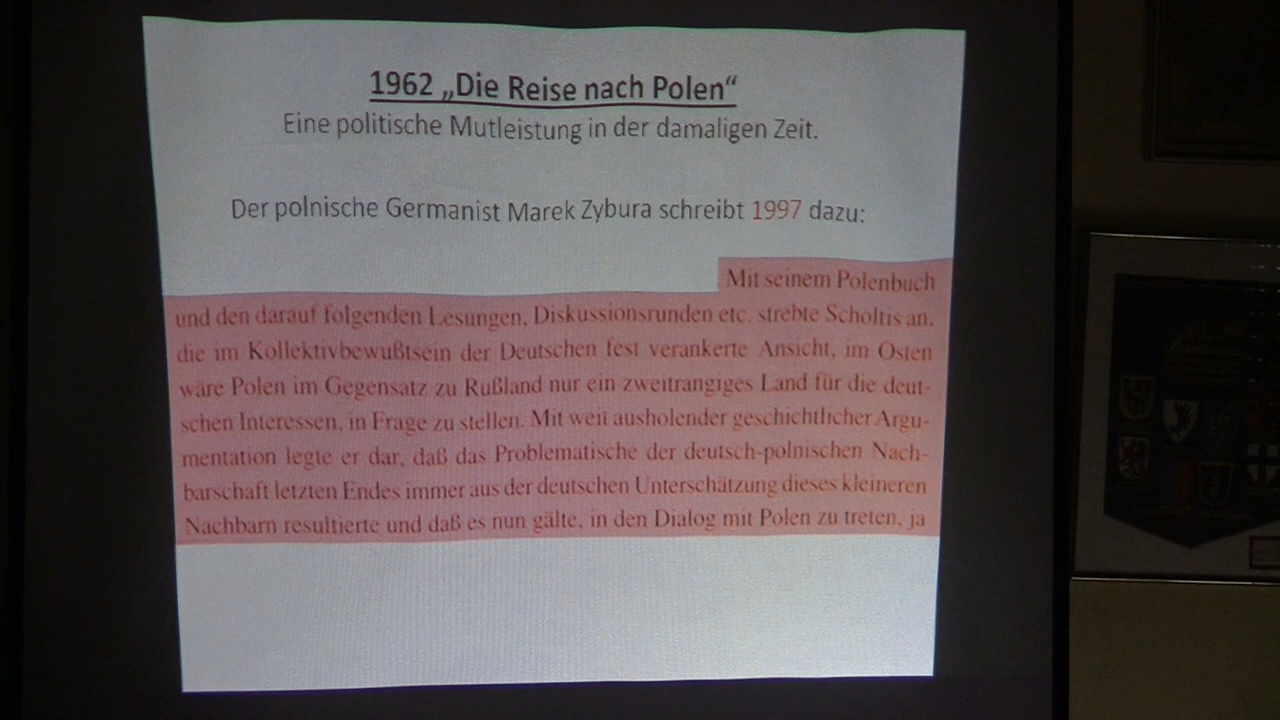 1962 „Die Reise nach Polen“
Eine politische Mutleistung in der damaligen Zeit.
Der polnische Germanist Marek Zybura schreibt 1997 dazu:
Mit seinem Polenbuch
und den darauf folgenden Lesungen, Diskussionsrunden etc. strebte Scholtis an,
die im Kollektivbewußtsein der Deutschen fest verankerte Ansicht, im Osten
wäre Polen im Gegensatz zu Rußland nur ein zweitrangiges Land für die deut-
schen Interessen, in Frage zu stellen. Mit weit ausholender geschichtlicher Argu-
mentation legte er dar, daß das Problematische der deutsch-polnischen Nach-
barschaft letzten Endes immer aus der deutschen Unterschätzung dieses kleineren
Nachbarn resultierte und daß es nun gälte, in den Dialog mit Polen zu treten, ja